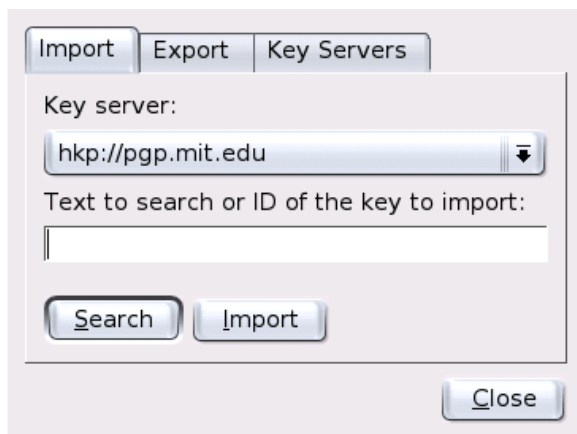 Import Export Key Servers
Key server:
hkp://pgp.mit.edu
Text to search or ID of the key to import:
Search Import
Close